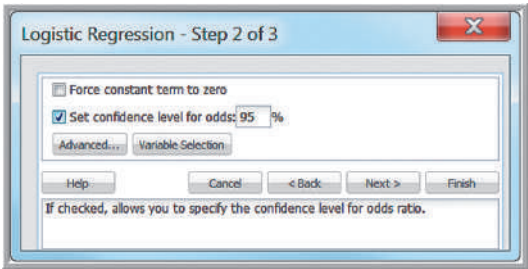 Logistic Regression - Step 2 of 3
Force constant term to zero
Set confidence level for odds: 95 %
Advanced... Variable Selection
Help Cancel < Back Next > Finish
If checked, allows you to specify the confidence level for odds ratio.